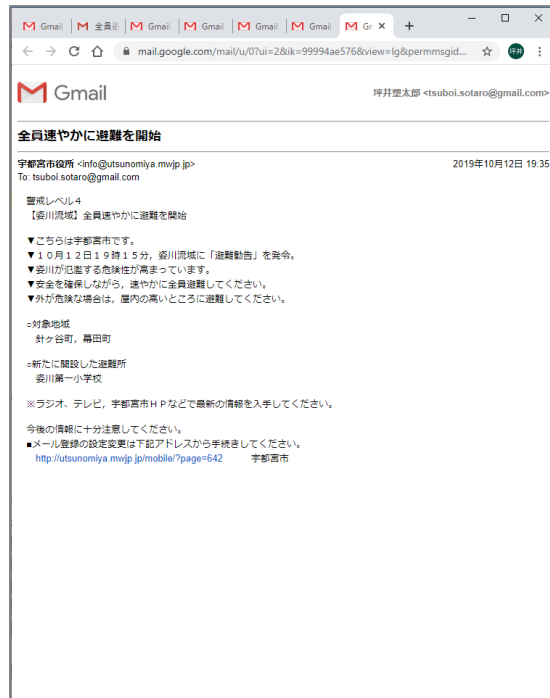 Gmail
全員返
Gmail
Gmail
Gmail
Gmail
Gm
mail.google.com/mail/u/0?ui=2&ik=99994ae576&view=lg&permmsgid...
坪井
Gmail
坪井塑太郎 <tsuboi.sotaro@gmail.com>
全員速やかに避難を開始
宇都宮市役所 <info@utsunomiya.mwjp.jp>
2019年10月12日 19:35
To: tsuboi.sotaro@gmail.com
警戒レベル4
【姿川流域】全員速やかに避難を開始
▼こちらは宇都宮市です。
▼10月12日19時15分，姿川流域に「避難勧告」を発令。
▼姿川が氾濫する危険性が高まっています。
▼安全を確保しながら，速やかに全員避難してください。
▼外が危険な場合は，屋内の高いところに避難してください。
○対象地域
針ヶ谷町，幕田町
○新たに開設した避難所
姿川第一小学校
※ラジオ、テレビ，宇都宮市ＨＰなどで最新の情報を入手してください。
今後の情報に十分注意してください。
■メール登録の設定変更は下記アドレスから手続きしてください。
http://utsunomiya.mwjp.jp/mobile/?page=642 宇都宮市